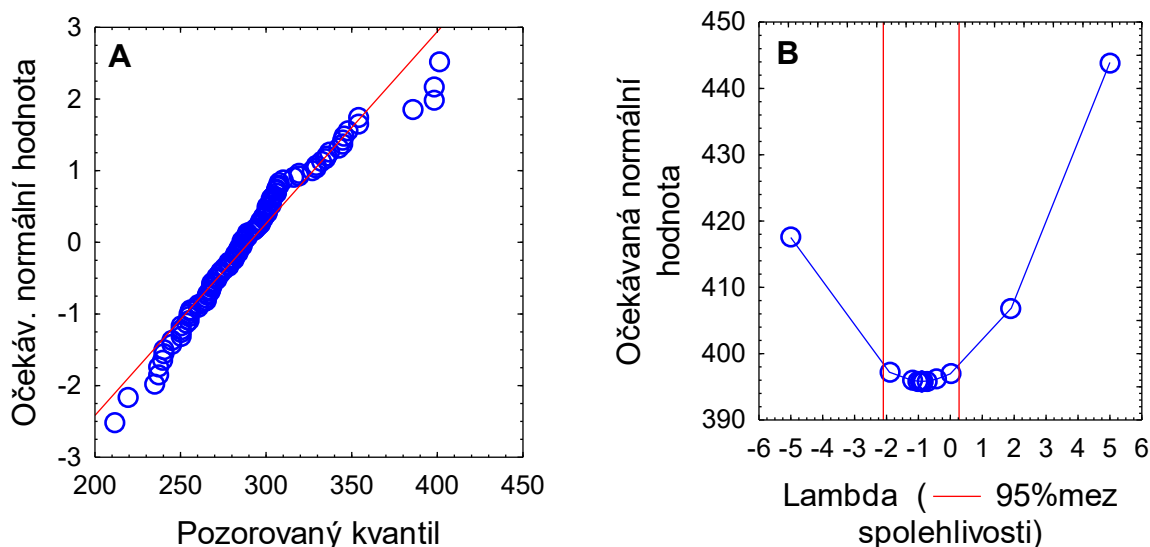 A
Očekáv. normální hodnota
3
2
1
0
-1
-2
-3
200 250 300 350 400 450
Pozorovaný kvantil
B
Očekávaná normální
hodnota
450
440
430
420
410
400
390
-6 -5 -4 -3 -2 -1 0 1 2 3 4 5 6
Lambda ( 95%mez
spolehlivosti)